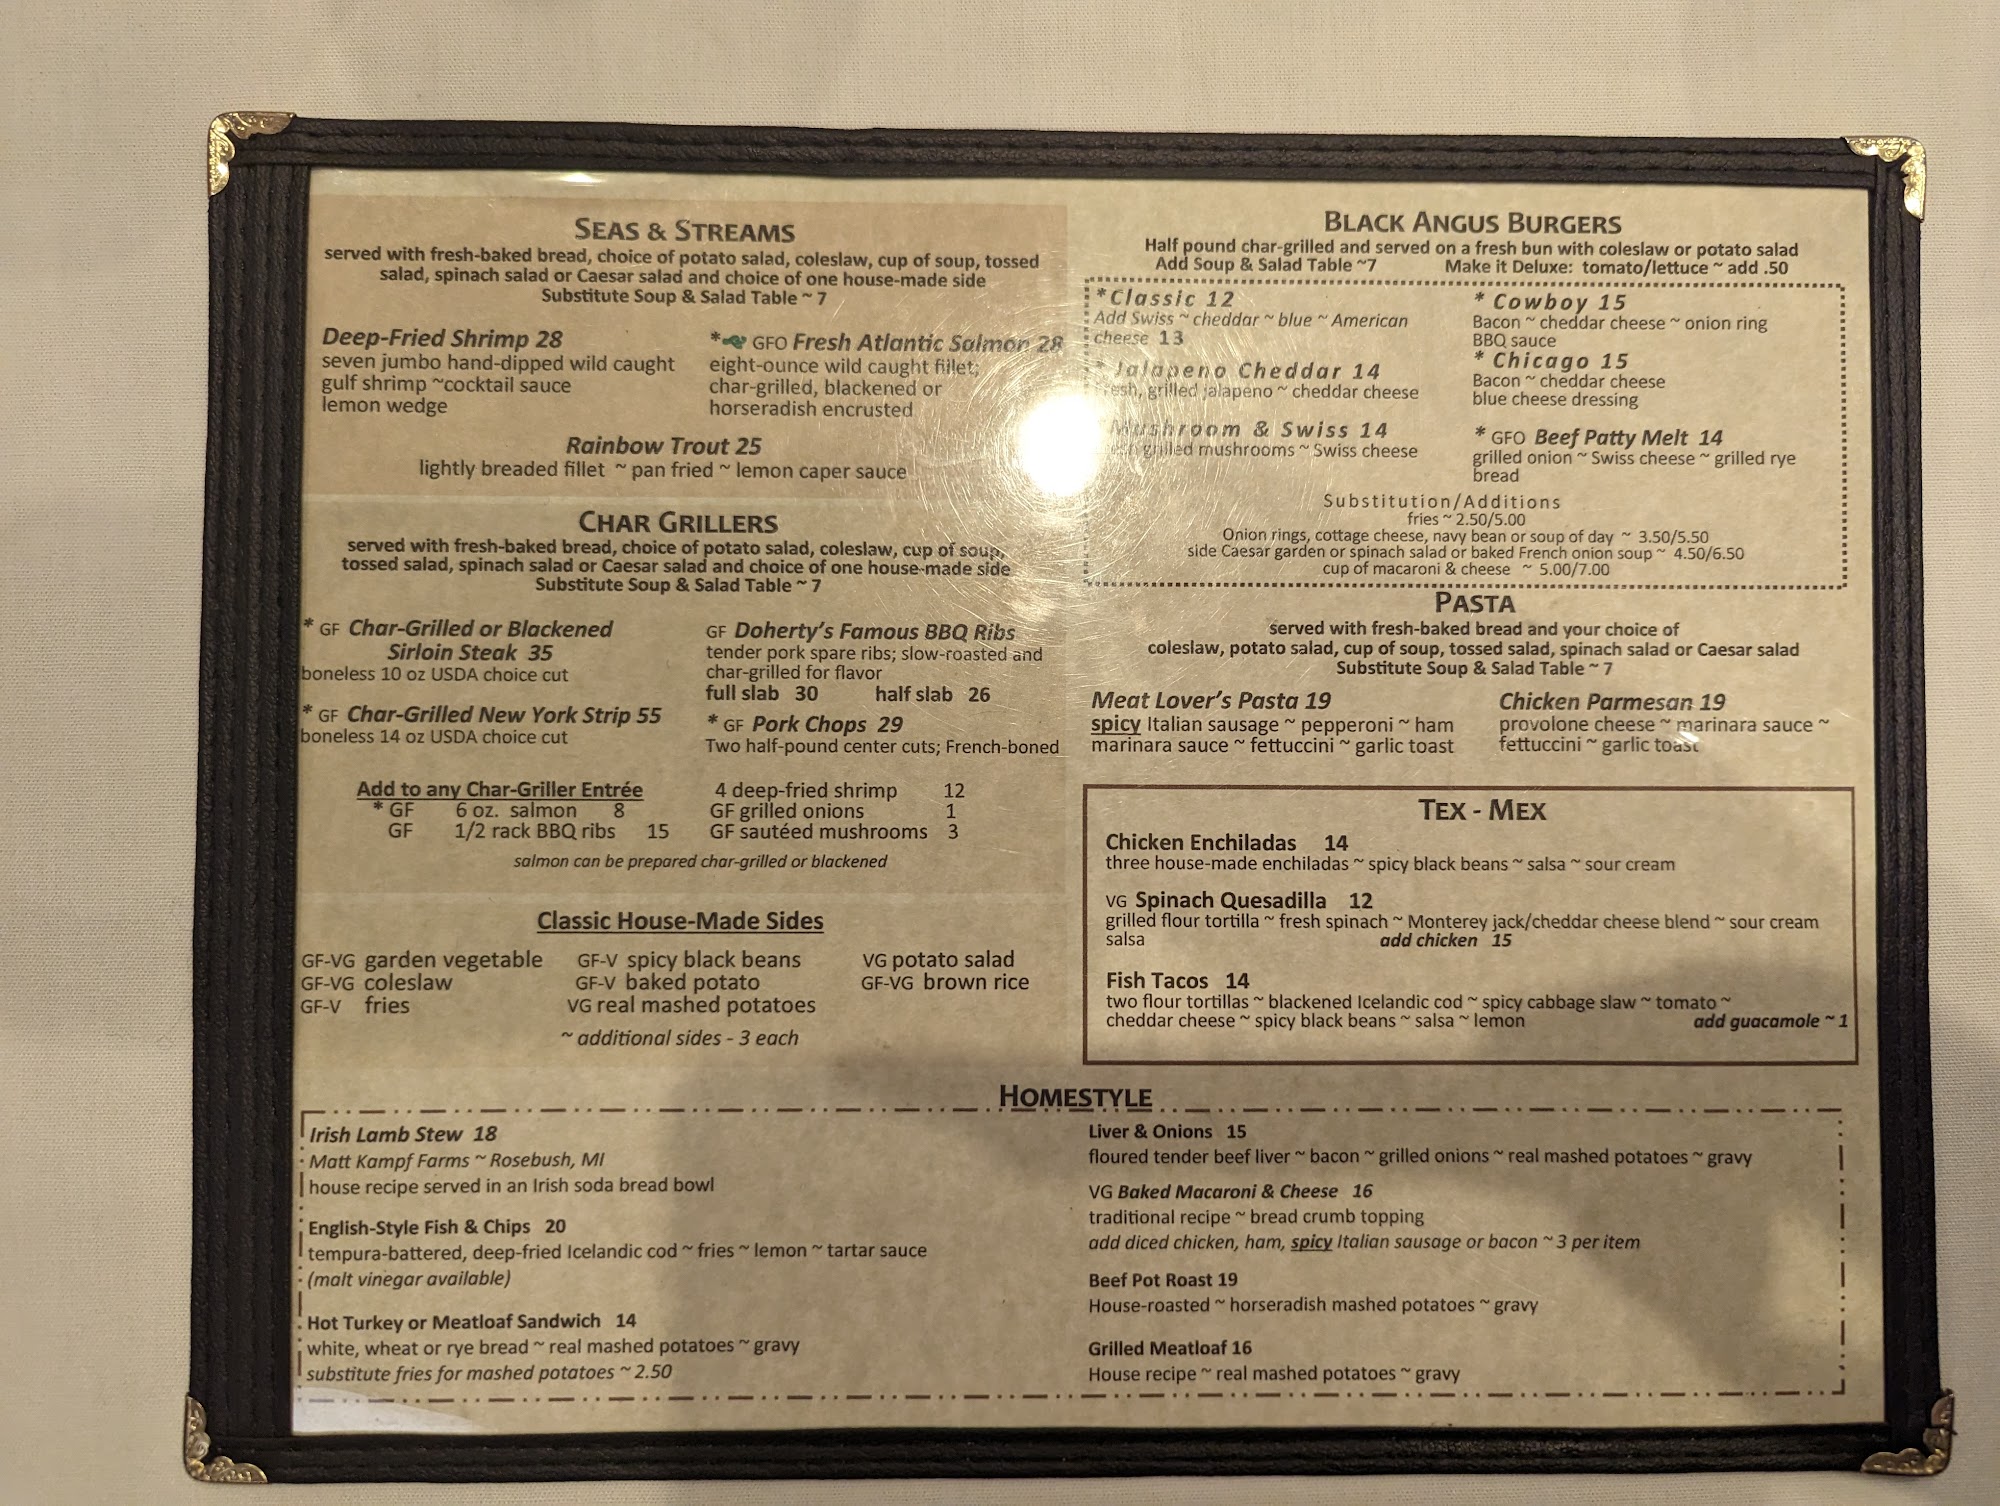 SEAS & STREAMS
served with fresh-baked bread, choice of potato salad, coleslaw, cup of soup, tossed
salad, spinach salad or Caesar salad and choice of one house-made side
Substitute Soup & Salad Table ~ 7
Deep-Fried Shrimp 28
seven jumbo hand-dipped wild caught
gulf shrimp ~cocktail sauce
lemon wedge
* GFO Fresh Atlantic Salmon 28
eight-ounce wild caught fillet;
char-grilled, blackened or
horseradish encrusted
Rainbow Trout 25
lightly breaded fillet ~ pan fried ~ lemon caper sauce
CHAR GRILLERS
served with fresh-baked bread, choice of potato salad, coleslaw, cup of soup,
tossed salad, spinach salad or Caesar salad and choice of one house-made side
Substitute Soup & Salad Table ~ 7
* GF Char-Grilled or Blackened
Sirloin Steak 35
boneless 10 oz USDA choice cut
* GF Char-Grilled New York Strip 55
boneless 14 oz USDA choice cut
GF Doherty's Famous BBQ Ribs
tender pork spare ribs; slow-roasted and
char-grilled for flavor
full slab 30 half slab 26
* GF Pork Chops 29
Two half-pound center cuts; French-boned
Add to any Char-Griller Entrée
* GF 6 oz. salmon 8
GF 1/2 rack BBQ ribs 15
4 deep-fried shrimp 12
GF grilled onions 1
GF sautéed mushrooms 3
salmon can be prepared char-grilled or blackened
Classic House-Made Sides
GF-VG garden vegetable GF-V spicy black beans VG potato salad
GF-VG coleslaw GF-V baked potato GF-VG brown rice
GF-V fries VG real mashed potatoes
~ additional sides - 3 each
BLACK ANGUS BURGERS
Half pound char-grilled and served on a fresh bun with coleslaw or potato salad
Add Soup & Salad Table ~7 Make it Deluxe: tomato/lettuce ~ add .50
*Classic 12
Add Swiss ~ cheddar ~ blue ~ American
cheese 13
* Jalapeno Cheddar 14
fresh, grilled jalapeno ~ cheddar cheese
Mushroom & Swiss 14
grilled mushrooms ~ Swiss cheese
* Cowboy 15
Bacon ~ cheddar cheese ~ onion ring
BBQ sauce
* Chicago 15
Bacon ~ cheddar cheese
blue cheese dressing
* GFO Beef Patty Melt 14
grilled onion ~ Swiss cheese ~ grilled rye
bread
Substitution/Additions
fries ~ 2.50/5.00
Onion rings, cottage cheese, navy bean or soup of day ~ 3.50/5.50
side Caesar garden or spinach salad or baked French onion soup ~ 4.50/6.50
cup of macaroni & cheese ~ 5.00/7.00
PASTA
served with fresh-baked bread and your choice of
coleslaw, potato salad, cup of soup, tossed salad, spinach salad or Caesar salad
Substitute Soup & Salad Table ~ 7
Meat Lover's Pasta 19
spicy Italian sausage ~ pepperoni ~ ham
marinara sauce ~ fettuccini ~ garlic toast
Chicken Parmesan 19
provolone cheese ~ marinara sauce ~
fettuccini ~ garlic toast
TEX - MEX
Chicken Enchiladas 14
three house-made enchiladas ~ spicy black beans ~ salsa ~ sour cream
VG Spinach Quesadilla 12
grilled flour tortilla ~ fresh spinach ~ Monterey jack/cheddar cheese blend ~ sour cream
salsa add chicken 15
Fish Tacos 14
two flour tortillas ~ blackened Icelandic cod ~ spicy cabbage slaw ~ tomato ~
cheddar cheese ~ spicy black beans ~ salsa ~ lemon add guacamole ~ 1
HOMESTYLE
Irish Lamb Stew 18
Matt Kampf Farms ~ Rosebush, MI
house recipe served in an Irish soda bread bowl
English-Style Fish & Chips 20
tempura-battered, deep-fried Icelandic cod ~ fries ~ lemon ~ tartar sauce
(malt vinegar available)
Hot Turkey or Meatloaf Sandwich 14
white, wheat or rye bread ~ real mashed potatoes ~ gravy
substitute fries for mashed potatoes ~ 2.50
Liver & Onions 15
floured tender beef liver ~ bacon ~ grilled onions ~ real mashed potatoes ~ gravy
VG Baked Macaroni & Cheese 16
traditional recipe ~ bread crumb topping
add diced chicken, ham, spicy Italian sausage or bacon ~ 3 per item
Beef Pot Roast 19
House-roasted ~ horseradish mashed potatoes ~ gravy
Grilled Meatloaf 16
House recipe ~ real mashed potatoes ~ gravy